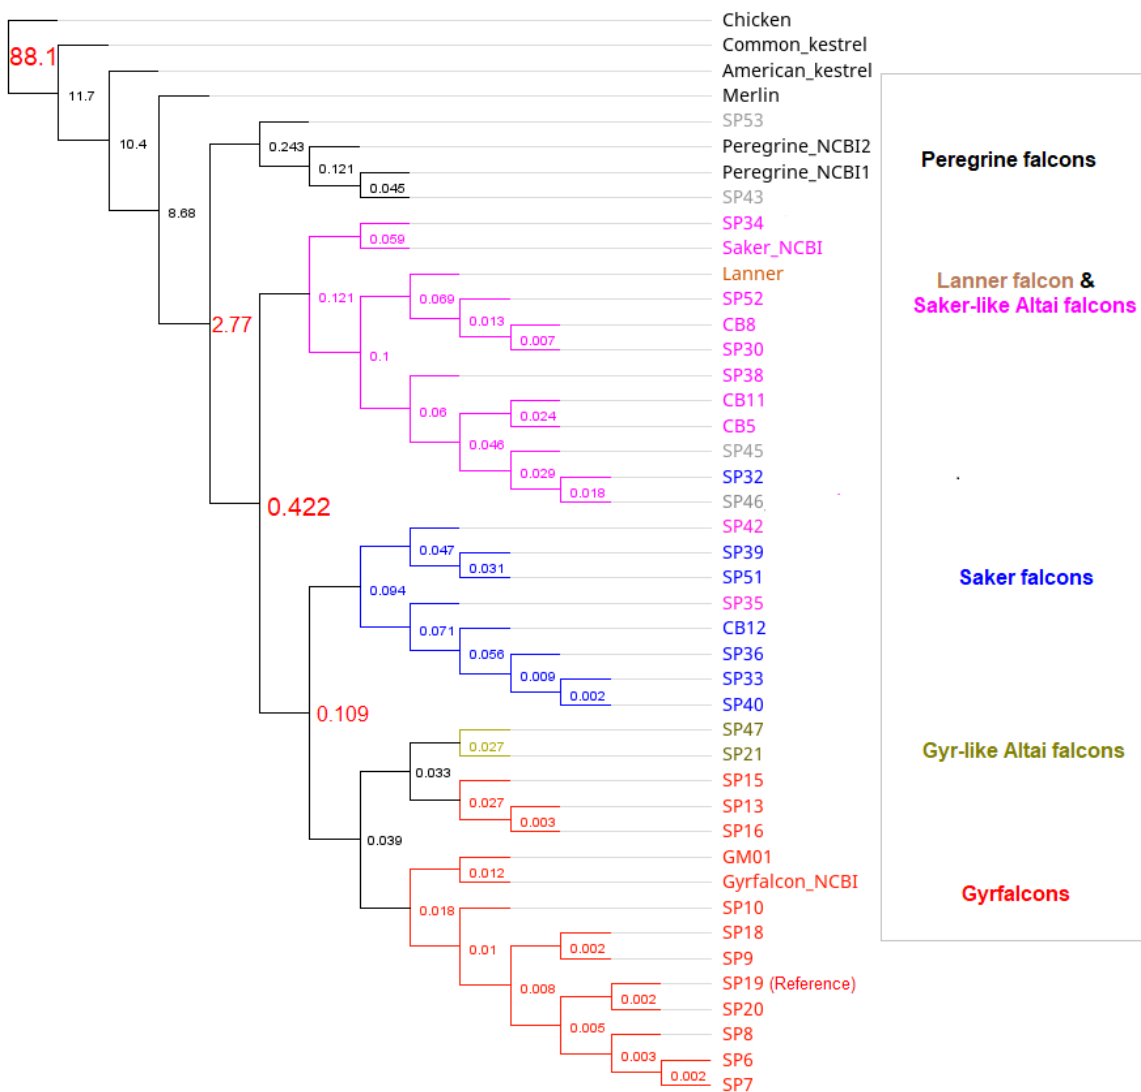 Chicken
88.1
Common_kestrel
11.7
American_kestrel
10.4
Merlin
8.68
SP53
0.243
Peregrine_NCBI2
0.121
Peregrine_NCBI1
0.045
SP43
Peregrine falcons
2.77
SP34
0.059
Saker_NCBI
0.121
Lanner
0.069
SP52
0.013
CB8
0.007
SP30
0.1
SP38
0.06
CB11
0.024
CB5
0.046
SP45
0.029
SP32
0.018
SP46
Lanner falcon &
Saker-like Altai falcons
0.422
SP42
0.047
SP39
0.031
SP51
0.094
SP35
0.071
CB12
0.056
SP36
0.009
SP33
0.002
SP40
Saker falcons
0.109
SP47
0.027
SP21
0.033
SP15
0.027
SP13
0.003
SP16
Gyr-like Altai falcons
0.039
GM01
0.012
Gyrfalcon_NCBI
0.018
SP10
0.01
SP18
0.002
SP9
0.008
SP19 (Reference)
0.002
SP20
0.005
SP8
0.003
SP6
0.002
SP7
Gyrfalcons